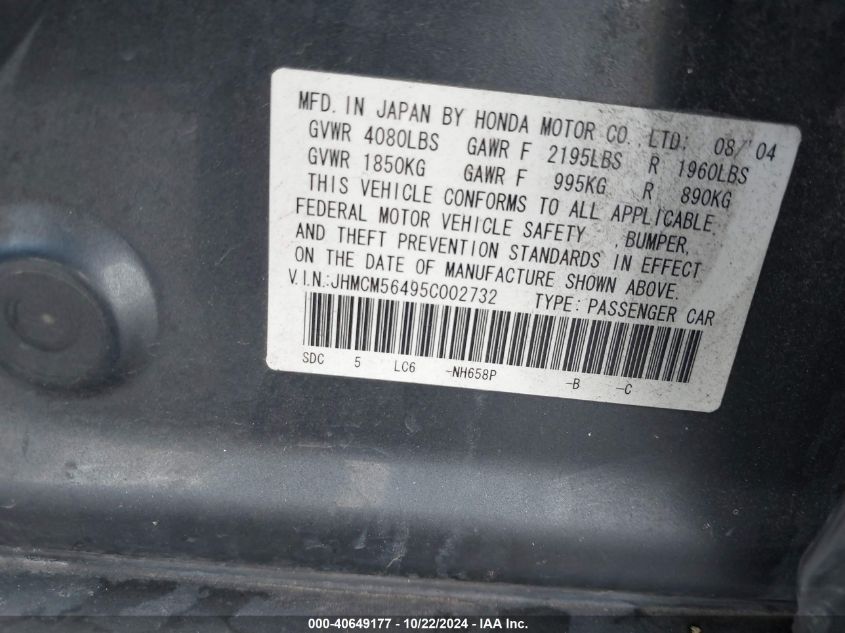 MFD. IN JAPAN BY HONDA MOTOR CO., LTD. 08/'04
GVWR 4080LBS GAWR F 2195LBS R 1960LBS
GVWR 1850KG GAWR F 995KG R 890KG
THIS VEHICLE CONFORMS TO ALL APPLICABLE
FEDERAL MOTOR VEHICLE SAFETY , BUMPER,
AND THEFT PREVENTION STANDARDS IN EFFECT
ON THE DATE OF MANUFACTURE SHOWN ABOVE.
V.I.N.:JHMCM56495C002732 TYPE: PASSENGER CAR
SDC 5 LC6 -NH658P -B -C
000-40649177 - 10/22/2024 - IAA Inc.